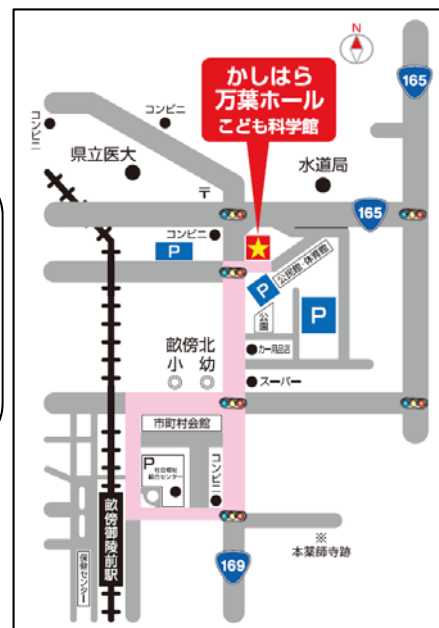 N
165
かしはら
万葉ホール
こども科学館
コンビニ
コンビニ
県立医大
水道局
〒
165
コンビニ
P
P
公民館・体育館
P
公園
カー用品店
畝傍北
小 幼
スーパー
市町村会館
P
社会福祉
総合センター
コンビニ
畝傍御陵前駅
保健センター
169
※
本薬師寺跡